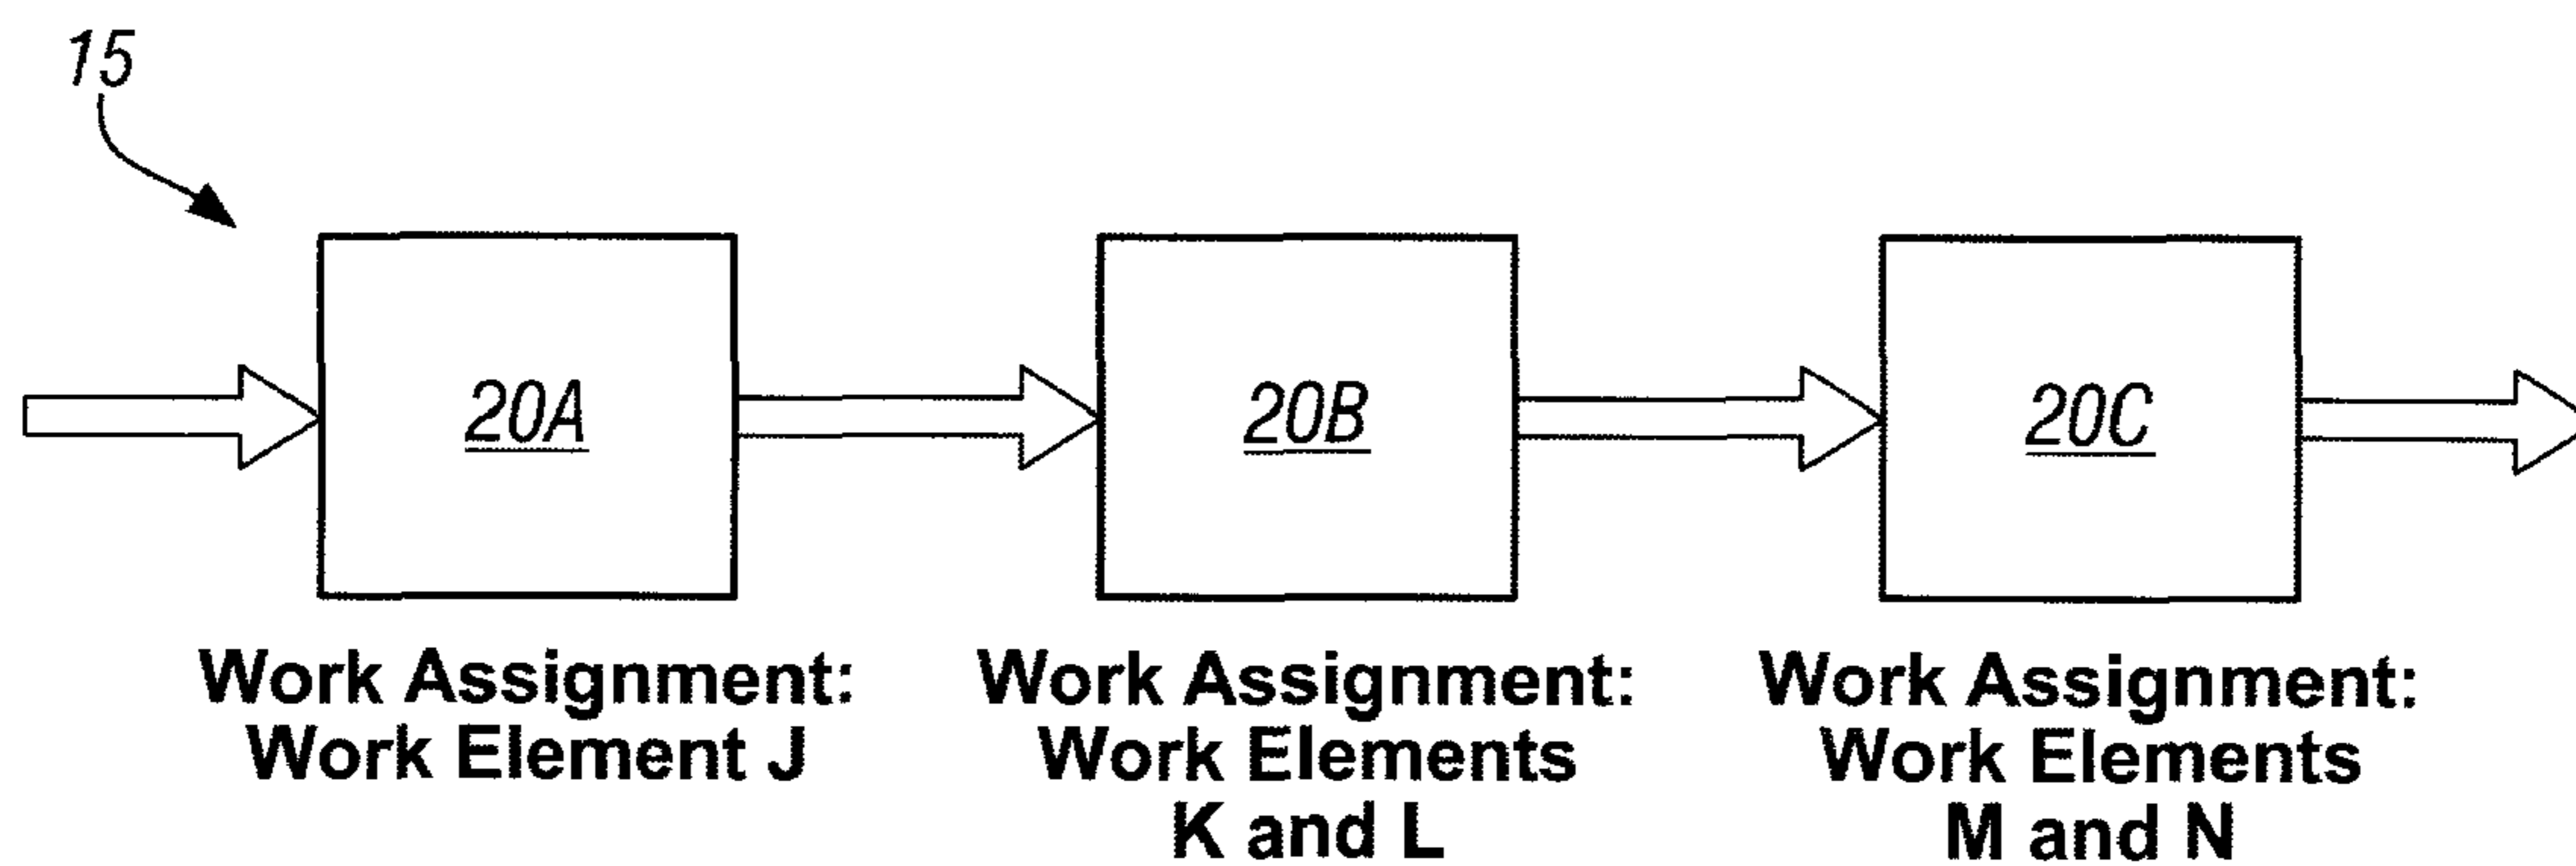 15
20A
20B
20C
Work Assignment:
Work Element J
Work Assignment:
Work Elements
K and L
Work Assignment:
Work Elements
M and N